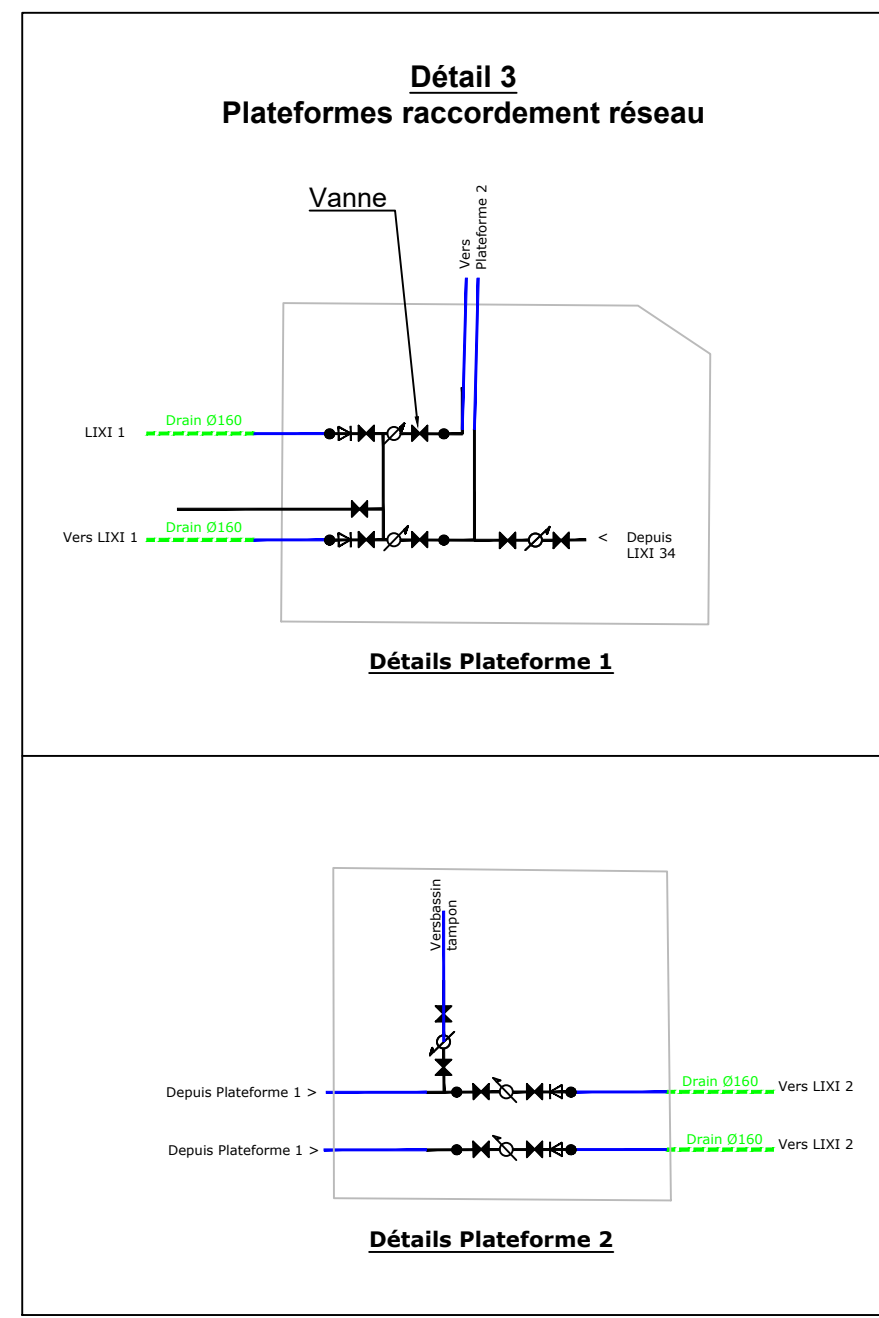 Détail 3
Plateformes raccordement réseau
Vanne
Vers
Plateforme 2
LIXI 1
Drain Ø160
Vers LIXI 1
Drain Ø160
< Depuis
LIXI 34
Détails Plateforme 1
Versbassin
tampon
Depuis Plateforme 1 >
Drain Ø160
Vers LIXI 2
Depuis Plateforme 1 >
Drain Ø160
Vers LIXI 2
Détails Plateforme 2